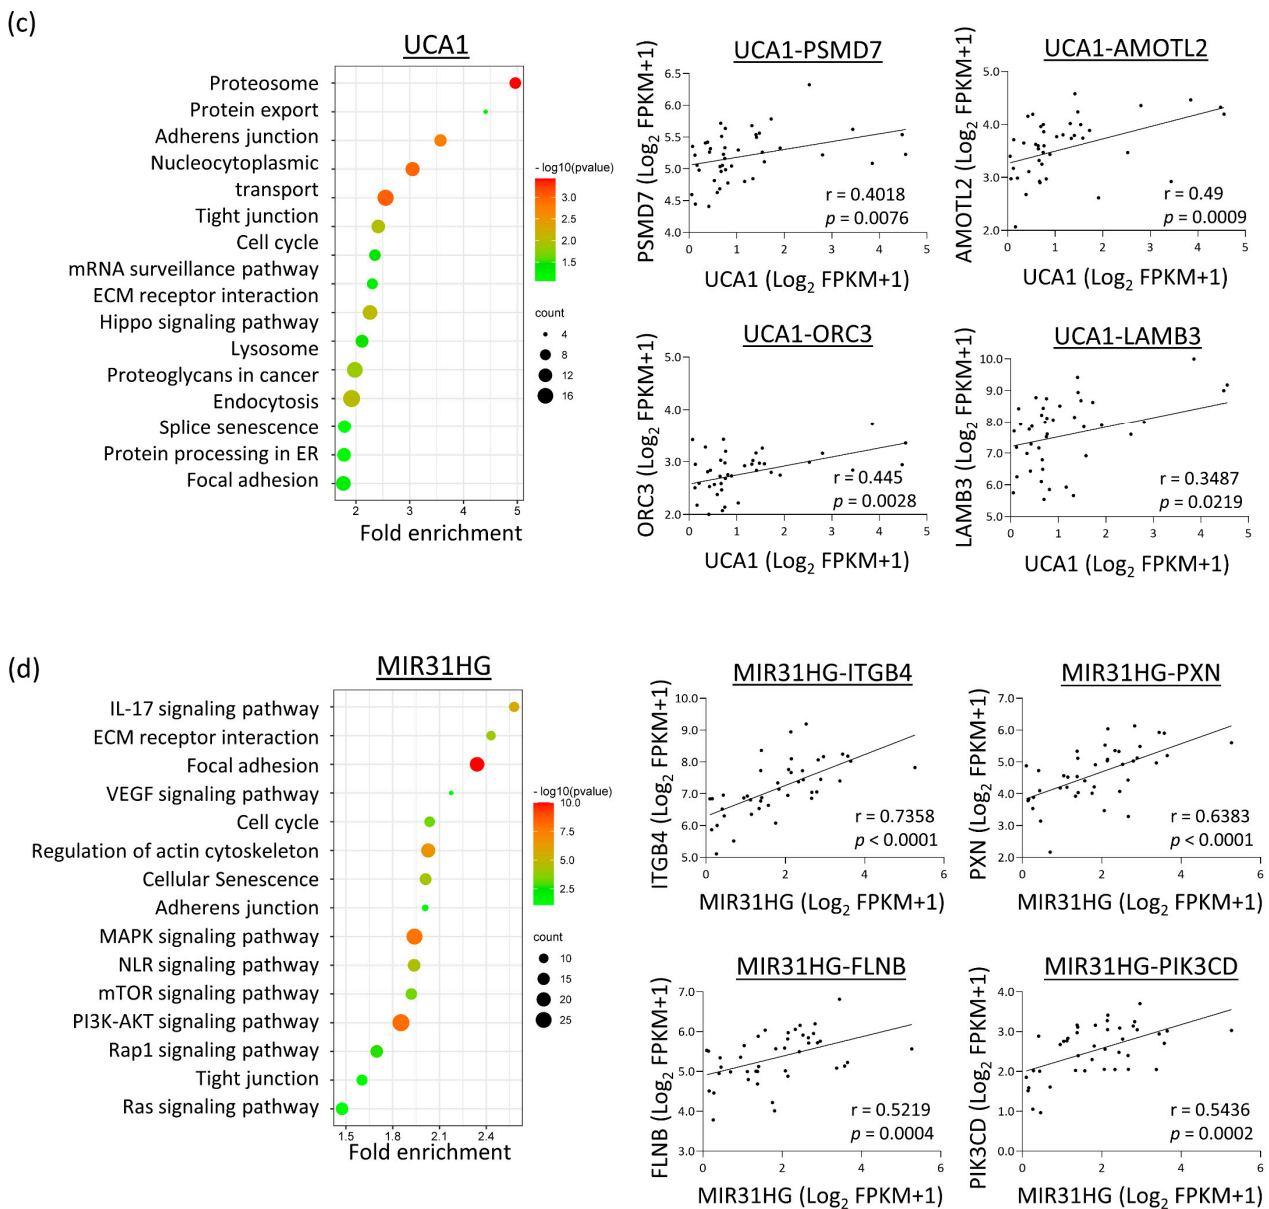 (c)
UCA1
Proteosome
Protein export
Adherens junction
Nucleocytoplasmic
transport
Tight junction
Cell cycle
mRNA surveillance pathway
ECM receptor interaction
Hippo signaling pathway
Lysosome
Proteoglycans in cancer
Endocytosis
Splice senescence
Protein processing in ER
Focal adhesion
2 3 4 5
Fold enrichment
- log10(pvalue)
3.0
2.5
2.0
1.5
count
4
8
12
16
UCA1-PSMD7
PSMD7 (Log2 FPKM+1)
6.5
6.0
5.5
5.0
4.5
4.0
r = 0.4018
p = 0.0076
0 1 2 3 4 5
UCA1 (Log2 FPKM+1)
UCA1-AMOTL2
AMOTL2 (Log2 FPKM+1)
5.0
4.0
3.0
2.0
r = 0.49
p = 0.0009
0 1 2 3 4 5
UCA1 (Log2 FPKM+1)
UCA1-ORC3
ORC3 (Log2 FPKM+1)
5.0
4.0
3.0
2.0
r = 0.445
p = 0.0028
0 1 2 3 4 5
UCA1 (Log2 FPKM+1)
UCA1-LAMB3
LAMB3 (Log2 FPKM+1)
10.0
9.0
8.0
7.0
6.0
5.0
r = 0.3487
p = 0.0219
0 1 2 3 4 5
UCA1 (Log2 FPKM+1)
(d)
MIR31HG
IL-17 signaling pathway
ECM receptor interaction
Focal adhesion
VEGF signaling pathway
Cell cycle
Regulation of actin cytoskeleton
Cellular Senescence
Adherens junction
MAPK signaling pathway
NLR signaling pathway
mTOR signaling pathway
PI3K-AKT signaling pathway
Rap1 signaling pathway
Tight junction
Ras signaling pathway
1.5 1.8 2.1 2.4
Fold enrichment
- log10(pvalue)
10.0
7.5
5.0
2.5
count
10
15
20
25
MIR31HG-ITGB4
ITGB4 (Log2 FPKM+1)
10.0
9.0
8.0
7.0
6.0
5.0
r = 0.7358
p < 0.0001
0 2 4 6
MIR31HG (Log2 FPKM+1)
MIR31HG-PXN
PXN (Log2 FPKM+1)
7.0
6.0
5.0
4.0
3.0
2.0
r = 0.6383
p < 0.0001
0 2 4 6
MIR31HG (Log2 FPKM+1)
MIR31HG-FLNB
FLNB (Log2 FPKM+1)
7.0
6.0
5.0
4.0
3.0
r = 0.5219
p = 0.0004
0 2 4 6
MIR31HG (Log2 FPKM+1)
MIR31HG-PIK3CD
PIK3CD (Log2 FPKM+1)
4.0
3.0
2.0
1.0
0.0
r = 0.5436
p = 0.0002
0 2 4 6
MIR31HG (Log2 FPKM+1)